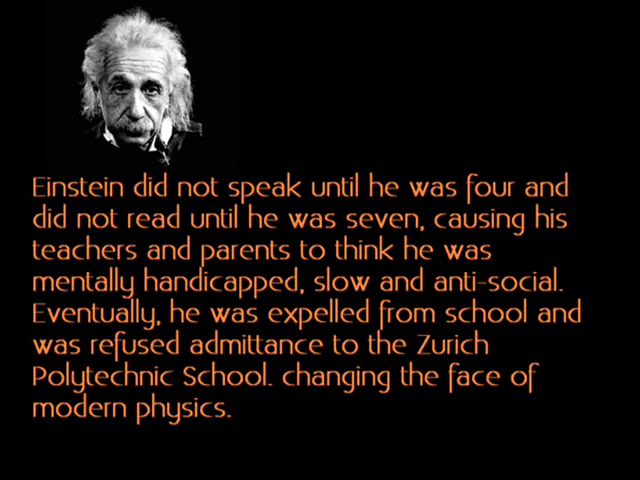 Einstein did not speak until he was four and
did not read until he was seven, causing his
teachers and parents to think he was
mentally handicapped, slow and anti-social.
Eventually, he was expelled from school and
was refused admittance to the Zurich
Polytechnic School. changing the face of
modern physics.